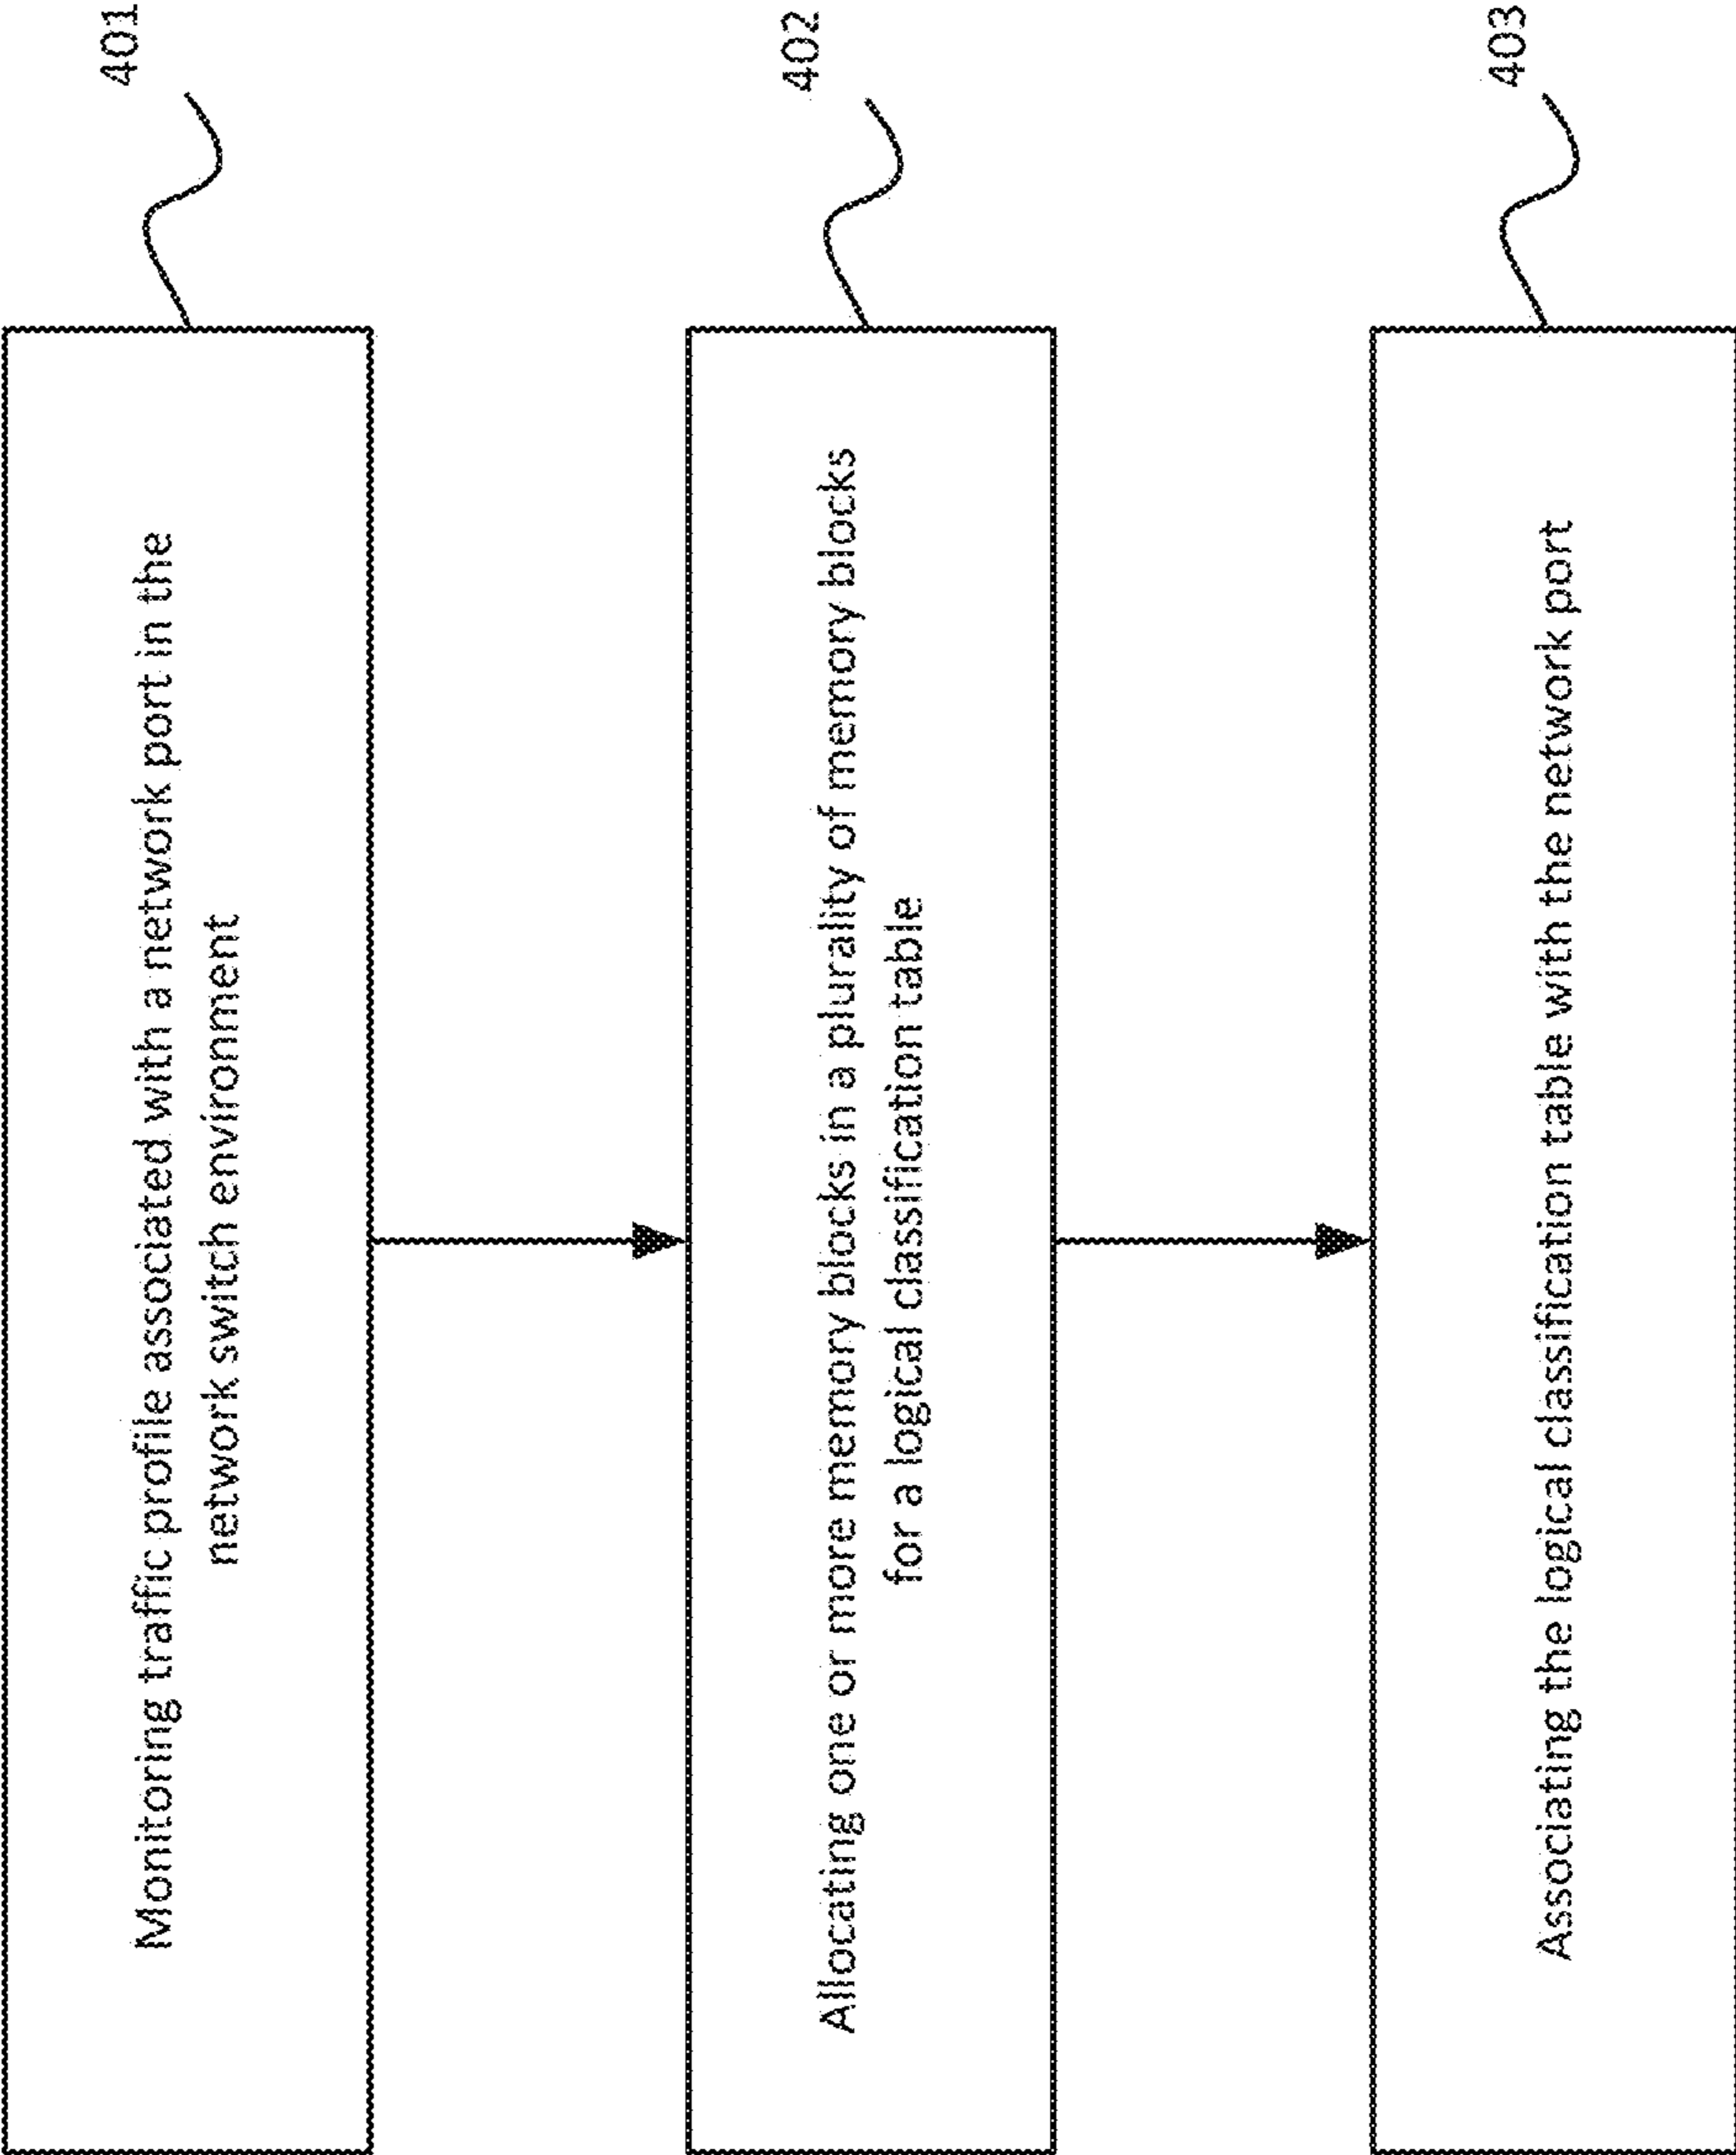 Monitoring traffic profile associated with a network port in the
network switch environment
401
Allocating one or more memory blocks in a plurality of memory blocks
for a logical classification table
402
Associating the logical classification table with the network port
403